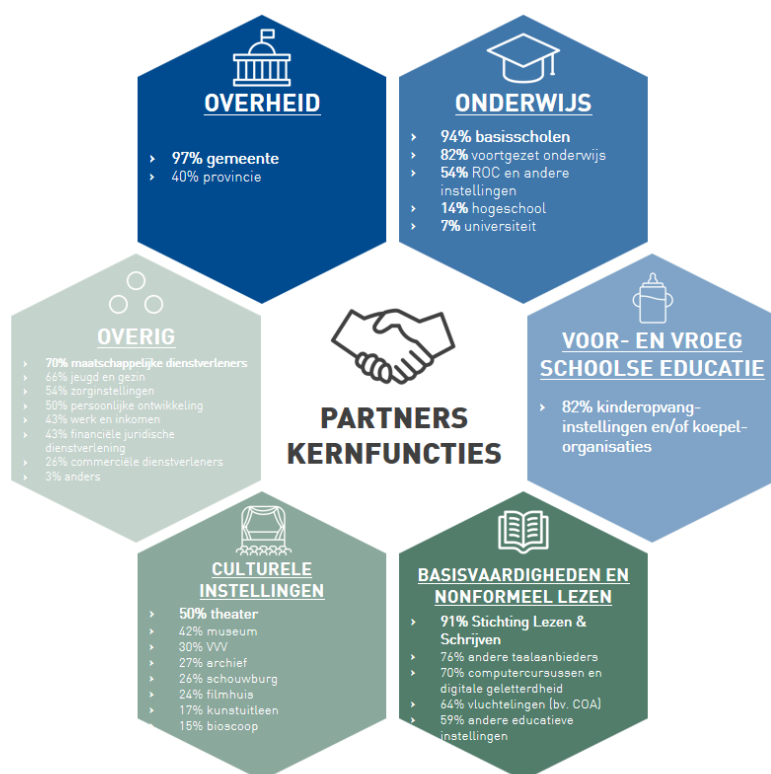 OVERHEID
› 97% gemeente
› 40% provincie
ONDERWIJS
› 94% basisscholen
› 82% voortgezet onderwijs
› 54% ROC en andere
instellingen
› 14% hogeschool
› 7% universiteit
OVERIG
› 70% maatschappelijke dienstverleners
› 66% jeugd en gezin
› 54% zorginstellingen
› 50% persoonlijke ontwikkeling
› 43% werk en inkomen
› 43% financiële juridische
dienstverlening
› 26% commerciële dienstverleners
› 3% anders
PARTNERS
KERNFUNCTIES
VOOR- EN VROEG
SCHOOLSE EDUCATIE
› 82% kinderopvang-
instellingen en/of koepel-
organisaties
CULTURELE
INSTELLINGEN
› 50% theater
› 42% museum
› 30% VVV
› 27% archief
› 26% schouwburg
› 24% filmhuis
› 17% kunstuitleen
› 15% bioscoop
BASISVAARDIGHEDEN EN
NONFORMEEL LEZEN
› 91% Stichting Lezen &
Schrijven
› 76% andere taalaanbieders
› 70% computercursussen en
digitale geletterdheid
› 64% vluchtelingen (bv. COA)
› 59% andere educatieve
instellingen